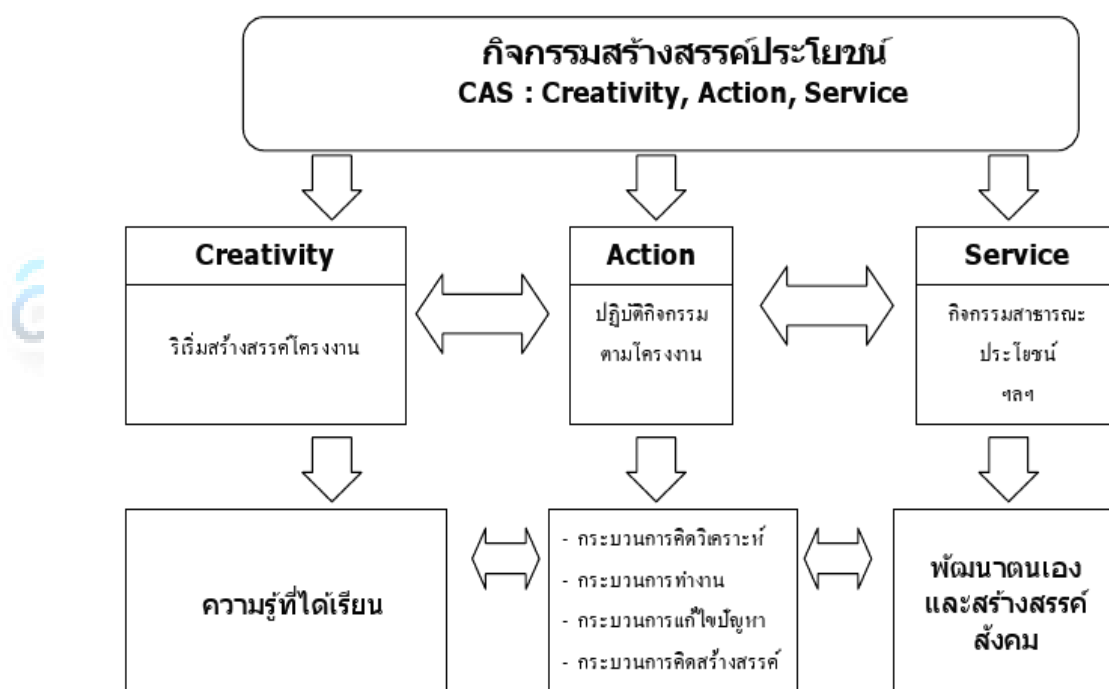 กิจกรรมสร้างสรรค์ประโยชน์
CAS : Creativity, Action, Service
Creativity
ริเริ่มสร้างสรรค์โครงงาน
Action
ปฏิบัติกิจกรรม
ตามโครงงาน
Service
กิจกรรมสาธารณะ
ประโยชน์
ฯลฯ
ความรู้ที่ได้เรียน
- กระบวนการคิดวิเคราะห์
- กระบวนการทำงาน
- กระบวนการแก้ไขปัญหา
- กระบวนการคิดสร้างสรรค์
พัฒนาตนเอง
และสร้างสรรค์
สังคม